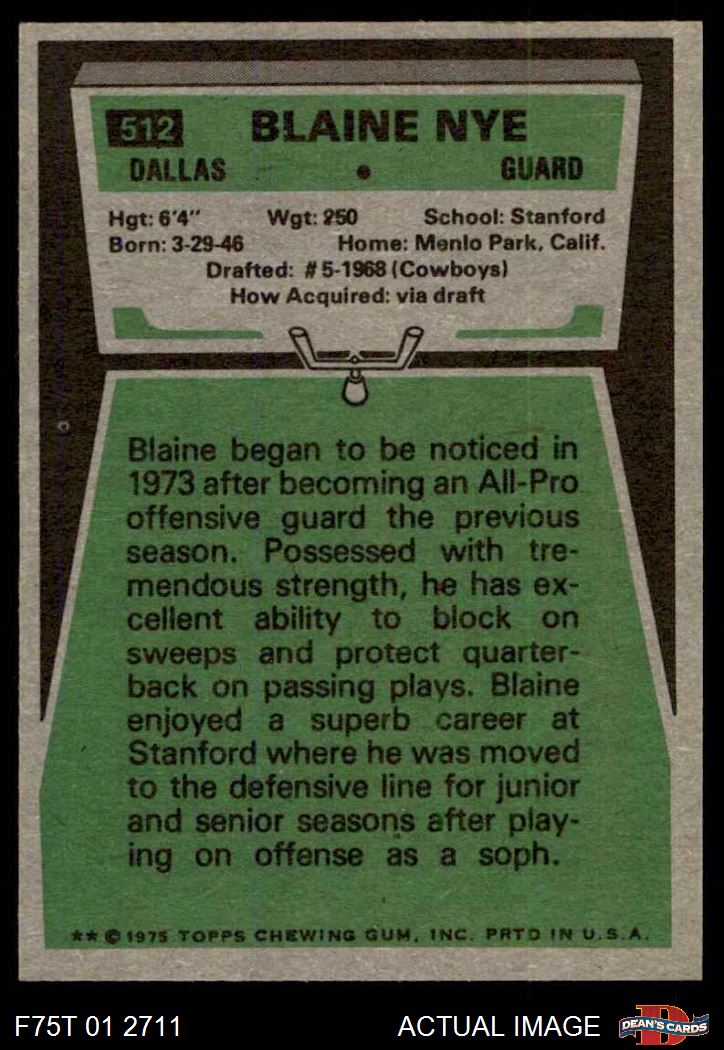 512 BLAINE NYE
DALLAS • GUARD
Hgt: 6'4" Wgt: 250 School: Stanford
Born: 3-29-46 Home: Menlo Park, Calif.
Drafted: #5-1968 (Cowboys)
How Acquired: via draft
Blaine began to be noticed in
1973 after becoming an All-Pro
offensive guard the previous
season. Possessed with tre-
mendous strength, he has ex-
cellent ability to block on
sweeps and protect quarter-
back on passing plays. Blaine
enjoyed a superb career at
Stanford where he was moved
to the defensive line for junior
and senior seasons after play-
ing on offense as a soph.
** © 1975 TOPPS CHEWING GUM, INC. PRTD IN U.S.A.
F75T 01 2711 ACTUAL IMAGE D DEAN'S CARDS